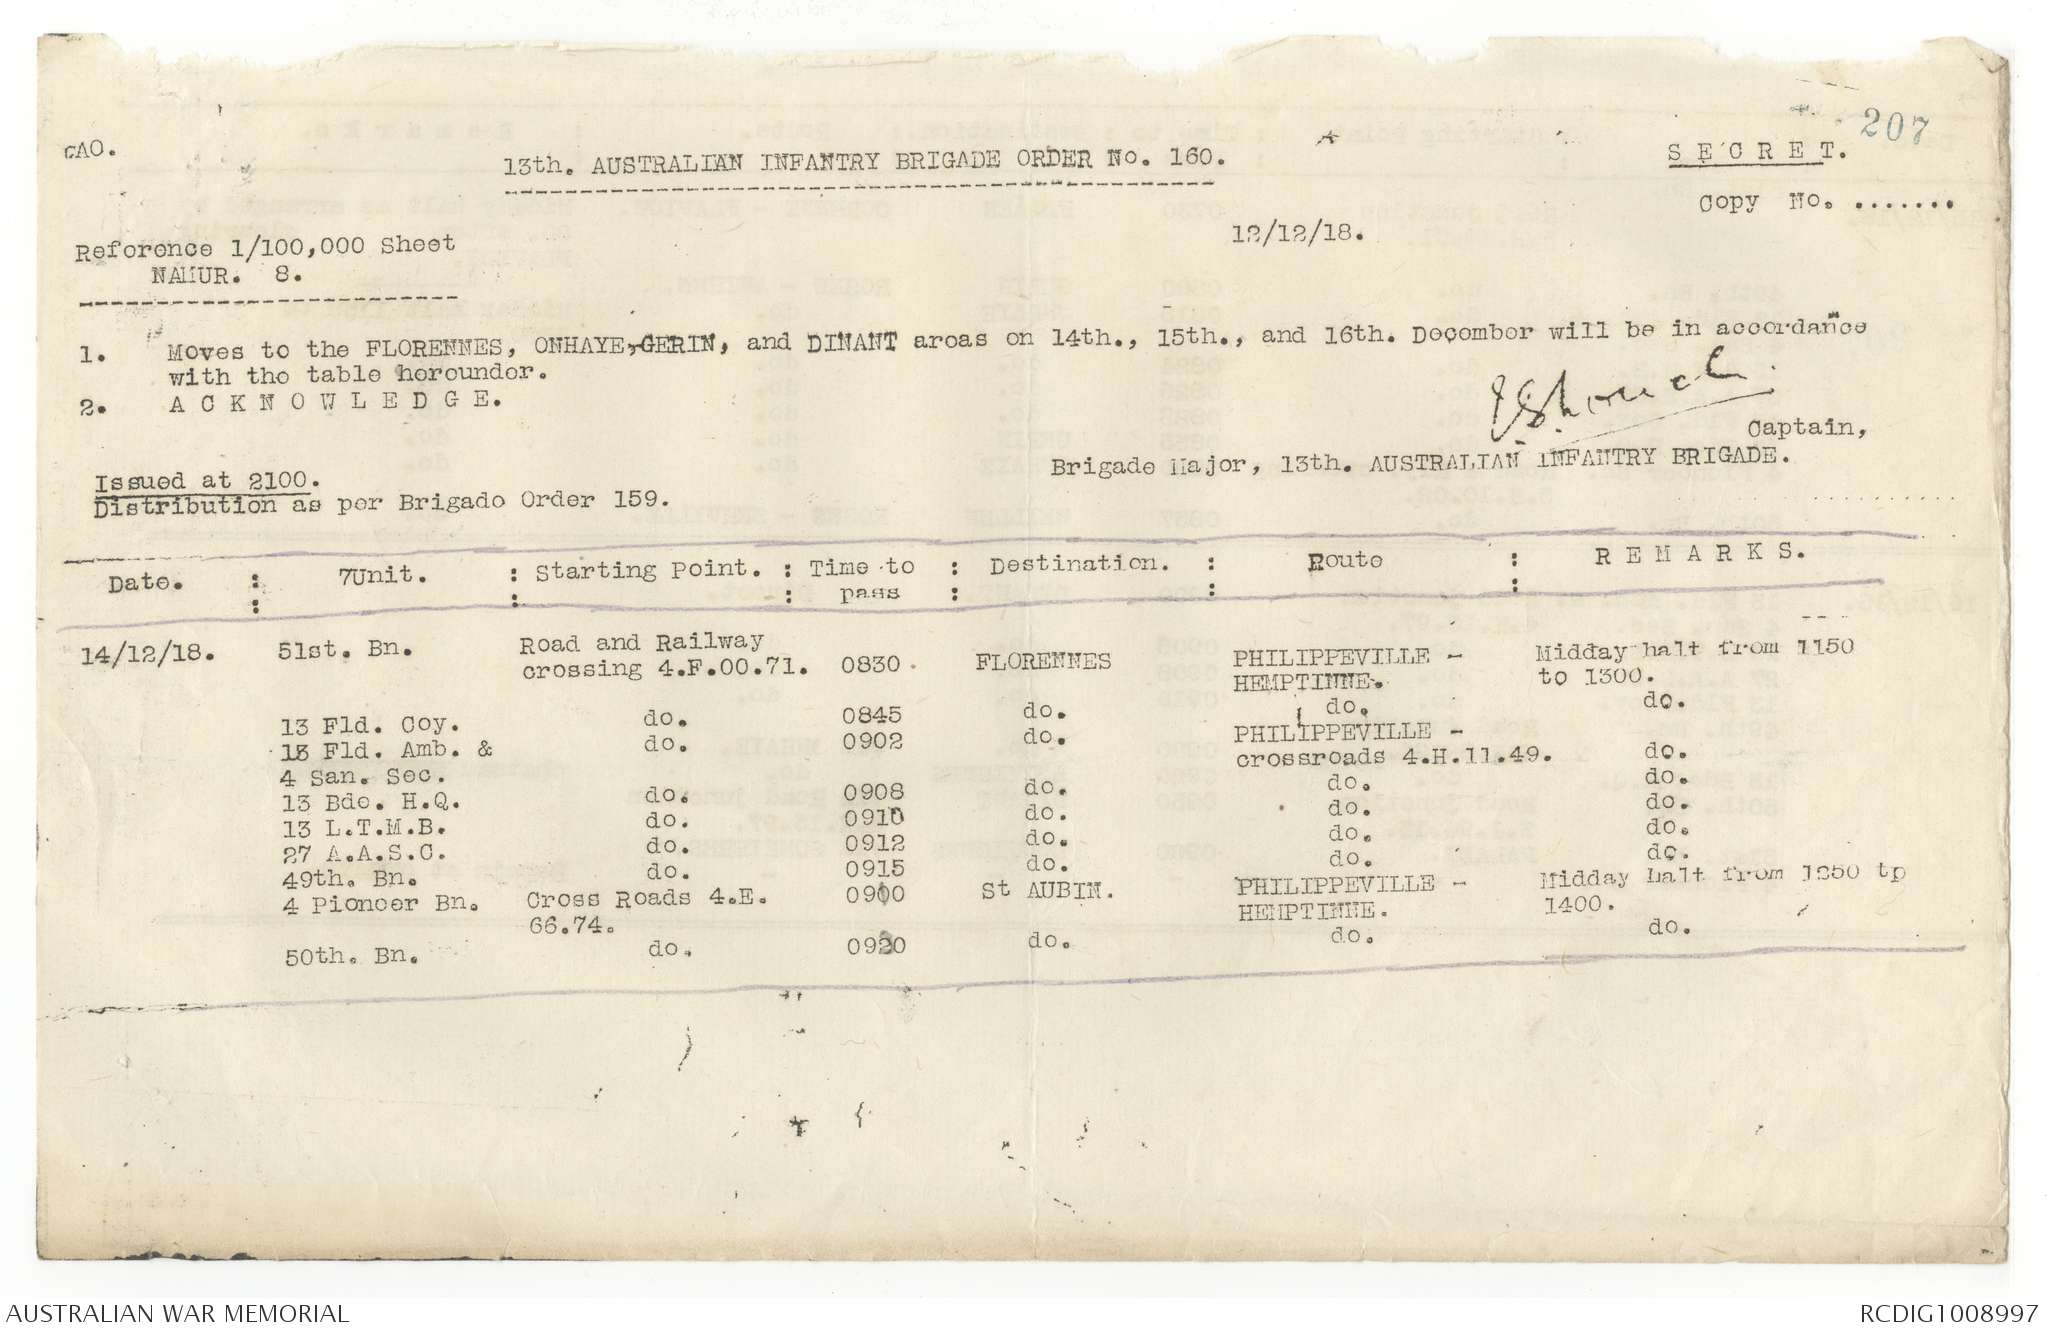 207
cAO.
13th. AUSTRALIAN INFANTRY BRIGADE ORDER No. 160.
S E C R E T.
Copy No. .......
12/12/18.
Reference 1/100,000 Sheet
NAMUR. 8.
1. Moves to the FLORENNES, ONHAYE,-GERIN, and DINANT areas on 14th., 15th., and 16th. December will be in accordance
with the table hereunder.
2. A C K N O W L E D G E.
Captain,
Brigade Major, 13th. AUSTRALIAN INFANTRY BRIGADE.
Issued at 2100.
Distribution as per Brigade Order 159.
Date. : 7Unit. : Starting Point. : Time to : Destination. : Route : R E M A R K S.
: : : pass : : :
14/12/18. 51st. Bn. Road and Railway PHILIPPEVILLE - Midday halt from 1150
crossing 4.F.00.71. 0830 FLORENNES HEMPTINNE. to 1300.
13 Fld. Coy. do. 0845 do. do. do.
13 Fld. Amb. & do. 0902 do. PHILIPPEVILLE -
4 San. Sec. crossroads 4.H.11.49. do.
13 Bde. H.Q. do. 0908 do. do. do.
13 L.T.M.B. do. 0910 do. do. do.
27 A.A.S.C. do. 0912 do. do. do.
49th. Bn. do. 0915 do. do. do.
4 Pioneer Bn. Cross Roads 4.E. 0900 St AUBIN. PHILIPPEVILLE - Midday halt from 1250 tp
66.74. HEMPTINNE. 1400.
50th. Bn. do. 0920 do. do. do.
AUSTRALIAN WAR MEMORIAL
RCDIG1008997